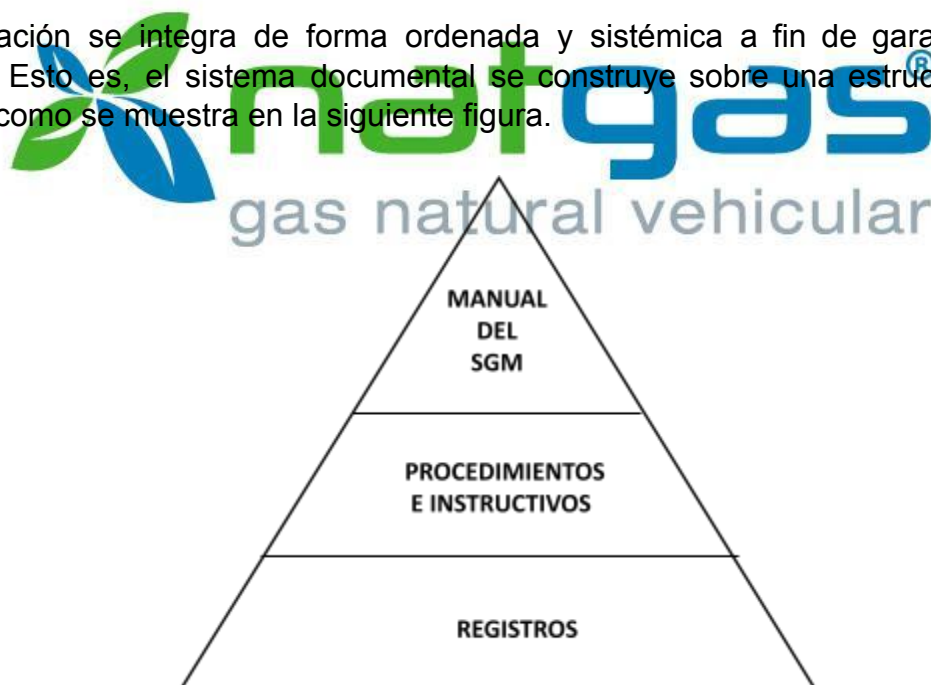 ación se integra de forma ordenada y sistémica a fin de gara
Esto es, el sistema documental se construye sobre una estruc
como se muestra en la siguiente figura.
natgas®
gas natural vehicular
MANUAL
DEL
SGM
PROCEDIMIENTOS
E INSTRUCTIVOS
REGISTROS